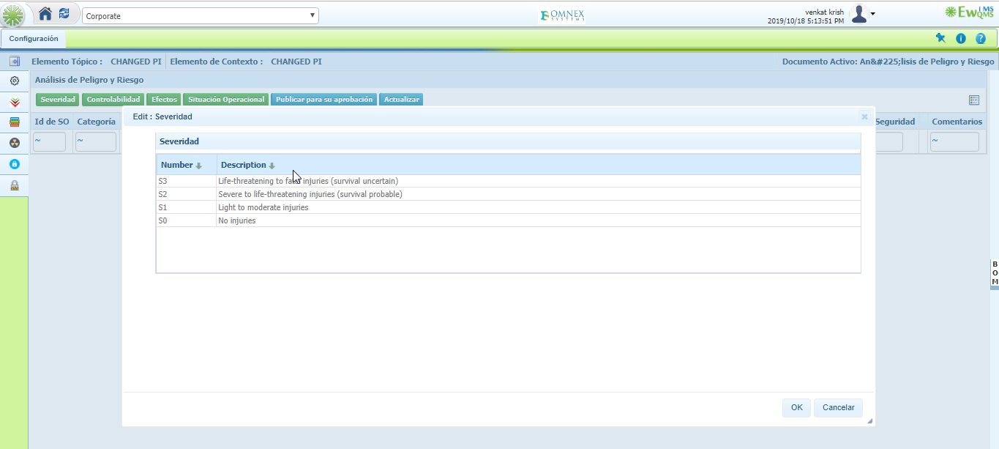 Corporate
OMNEX
SYSTEMS
venkat krish
2019/10/18 5:13:51 PM
EwQMS
LMS
Configuración
Elemento Tópico : CHANGED PI Elemento de Contexto : CHANGED PI Documento Activo: An&#225;lisis de Peligro y Riesgo
Análisis de Peligro y Riesgo
Severidad Controlabilidad Efectos Situación Operacional Publicar para su aprobación Actualizar
Id de SO Categoría Seguridad Comentarios
~ ~ ~
Edit : Severidad
Severidad
Number Description
S3 Life-threatening to fatal injuries (survival uncertain)
S2 Severe to life-threatening injuries (survival probable)
S1 Light to moderate injuries
S0 No injuries
B
O
M
OK Cancelar